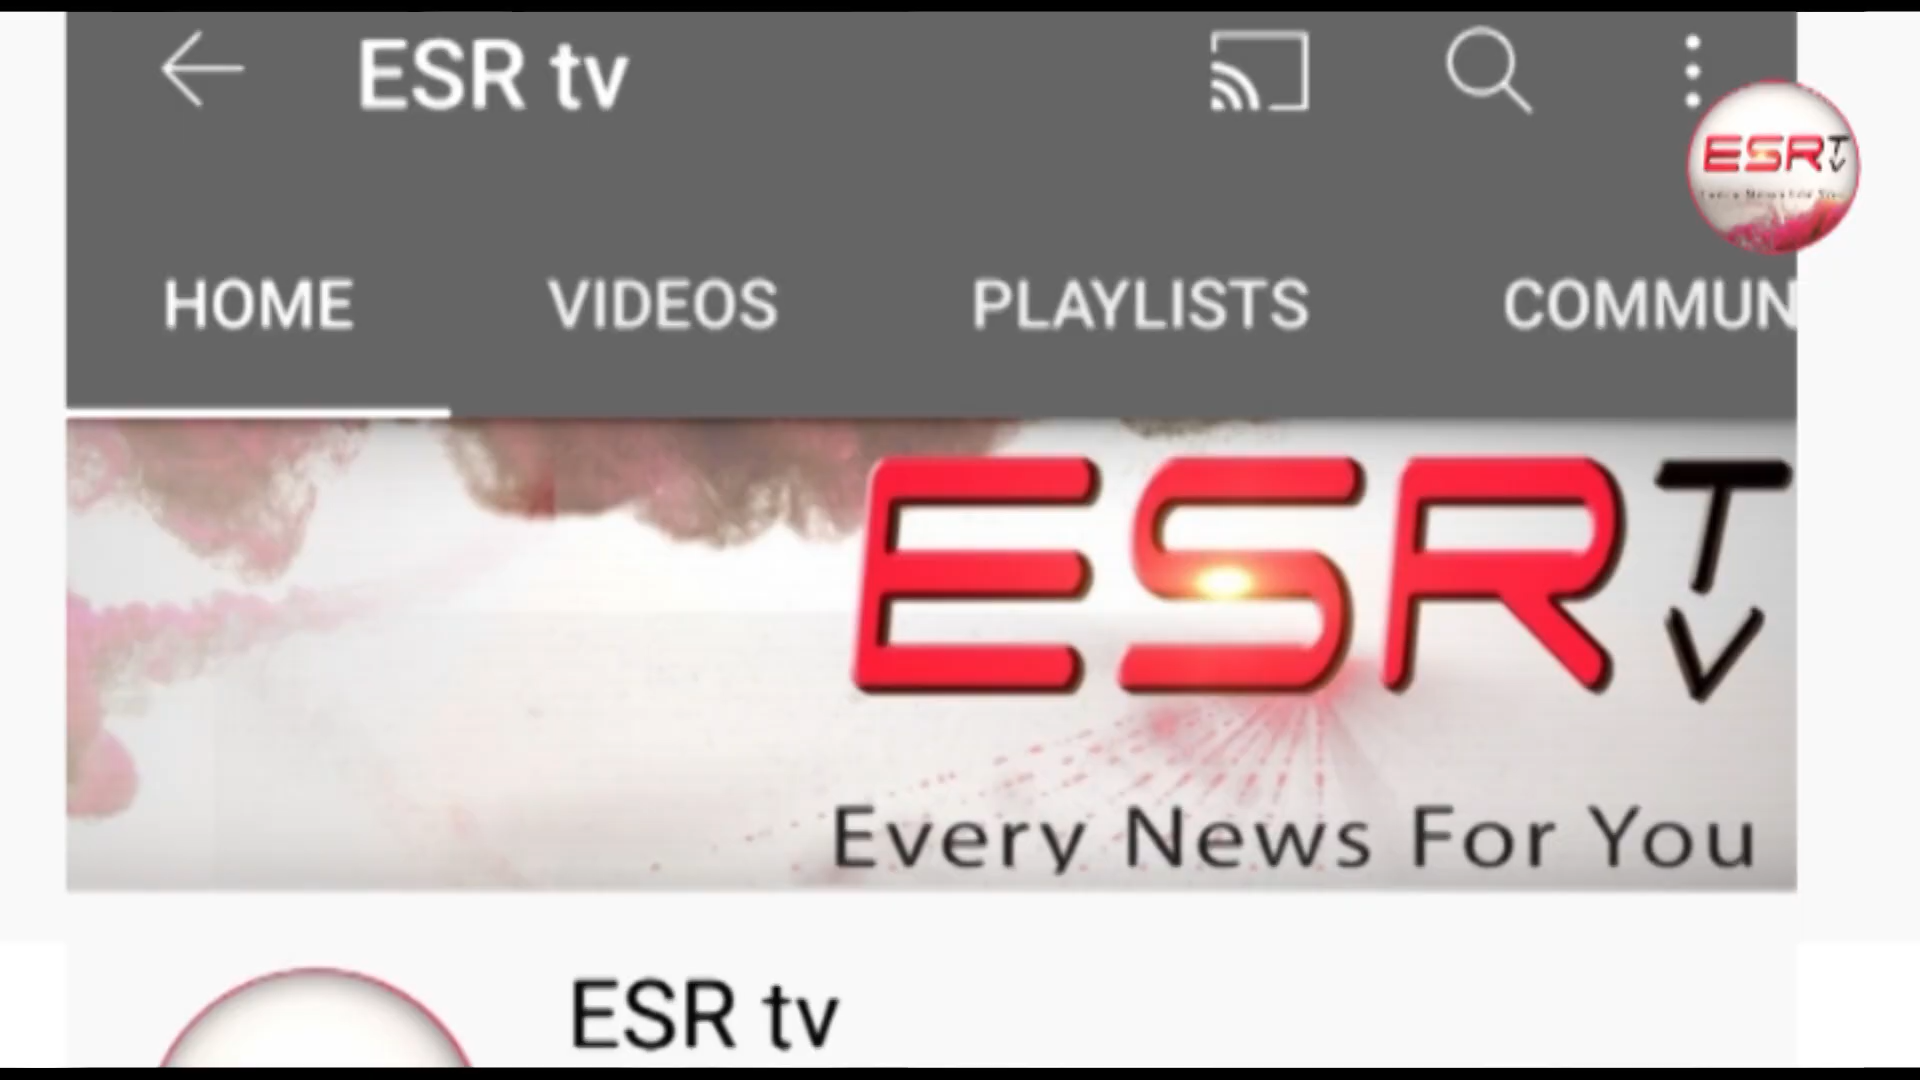 ESR tv
HOME VIDEOS PLAYLISTS COMMUN
ESR TV
ESR TV
Every News For You
ESR tv